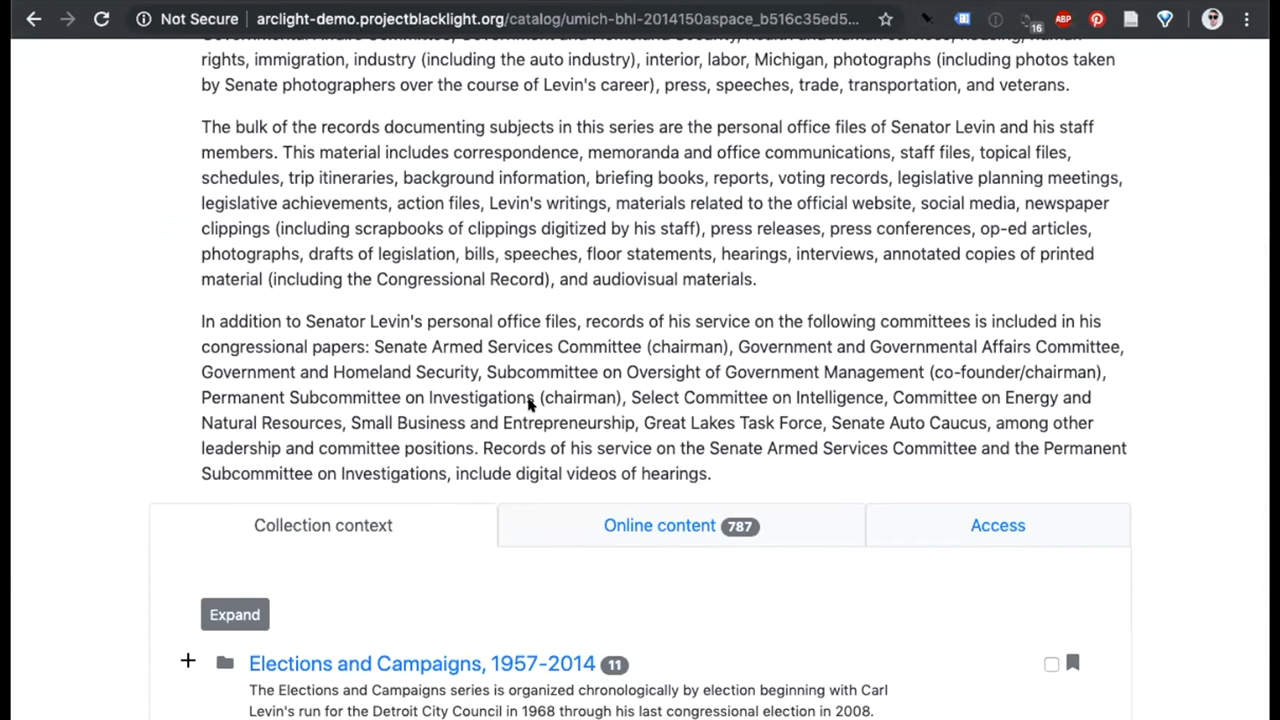 Not Secure arclight-demo.projectblacklight.org/catalog/umich-bhl-2014150aspace_b516c35ed5...
16
ABP
rights, immigration, industry (including the auto industry), interior, labor, Michigan, photographs (including photos taken
by Senate photographers over the course of Levin's career), press, speeches, trade, transportation, and veterans.
The bulk of the records documenting subjects in this series are the personal office files of Senator Levin and his staff
members. This material includes correspondence, memoranda and office communications, staff files, topical files,
schedules, trip itineraries, background information, briefing books, reports, voting records, legislative planning meetings,
legislative achievements, action files, Levin's writings, materials related to the official website, social media, newspaper
clippings (including scrapbooks of clippings digitized by his staff), press releases, press conferences, op-ed articles,
photographs, drafts of legislation, bills, speeches, floor statements, hearings, interviews, annotated copies of printed
material (including the Congressional Record), and audiovisual materials.
In addition to Senator Levin's personal office files, records of his service on the following committees is included in his
congressional papers: Senate Armed Services Committee (chairman), Government and Governmental Affairs Committee,
Government and Homeland Security, Subcommittee on Oversight of Government Management (co-founder/chairman),
Permanent Subcommittee on Investigations (chairman), Select Committee on Intelligence, Committee on Energy and
Natural Resources, Small Business and Entrepreneurship, Great Lakes Task Force, Senate Auto Caucus, among other
leadership and committee positions. Records of his service on the Senate Armed Services Committee and the Permanent
Subcommittee on Investigations, include digital videos of hearings.
Collection context
Online content 787
Access
Expand
Elections and Campaigns, 1957-2014 11
The Elections and Campaigns series is organized chronologically by election beginning with Carl
Levin's run for the Detroit City Council in 1968 through his last congressional election in 2008.